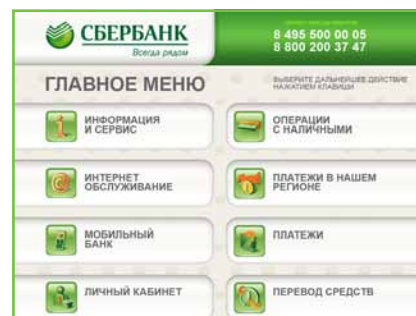 СБЕРБАНК
Всегда рядом
8 495 500 00 05
8 800 200 37 47
ГЛАВНОЕ МЕНЮ
ВЫБЕРИТЕ ДАЛЬНЕЙШЕЕ ДЕЙСТВИЕ
НАЖАТИЕМ КЛАВИШИ
ИНФОРМАЦИЯ
И СЕРВИС
ОПЕРАЦИИ
С НАЛИЧНЫМИ
ИНТЕРНЕТ
ОБСЛУЖИВАНИЕ
ПЛАТЕЖИ В НАШЕМ
РЕГИОНЕ
МОБИЛЬНЫЙ
БАНК
ПЛАТЕЖИ
ЛИЧНЫЙ КАБИНЕТ
ПЕРЕВОД СРЕДСТВ